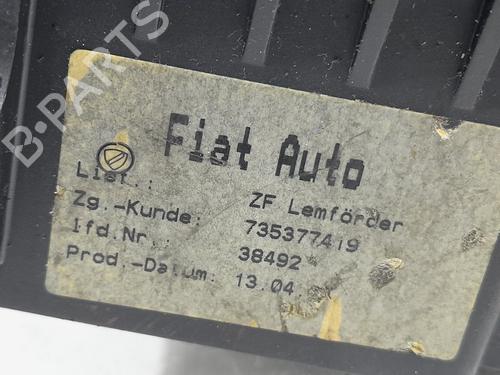 B-PARTS
Fiat Auto
Lief.: ZF Lemförder
Zg.-Kunde: 735377419
lfd.Nr.: 38492
Prod.-Datum: 13.04